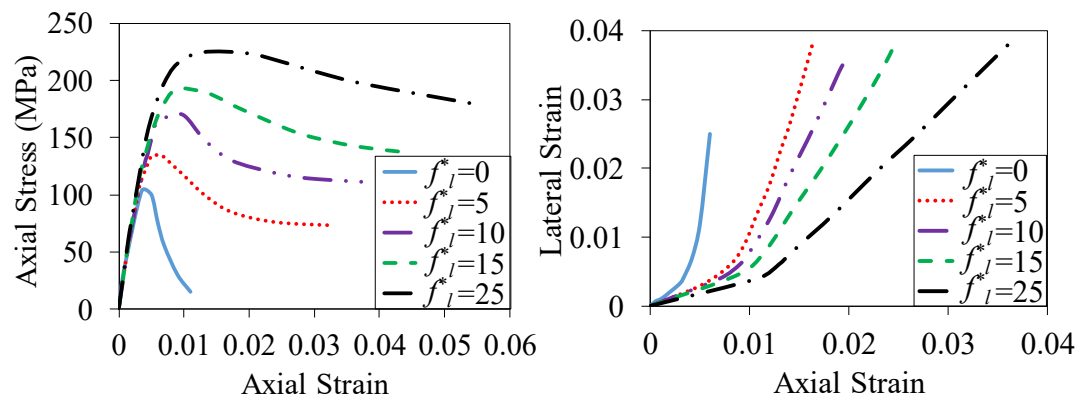 Axial Stress (MPa)
250
200
150
100
50
0
0 0.01 0.02 0.03 0.04 0.05 0.06
Axial Strain
f*l=0
f*l=5
f*l=10
f*l=15
f*l=25
Lateral Strain
0.04
0.03
0.02
0.01
0
0 0.01 0.02 0.03 0.04
Axial Strain
f*l=0
f*l=5
f*l=10
f*l=15
f*l=25